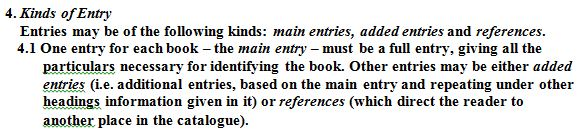 4. Kinds of Entry
Entries may be of the following kinds: main entries, added entries and references.
4.1 One entry for each book – the main entry – must be a full entry, giving all the
particulars necessary for identifying the book. Other entries may be either added
entries (i.e. additional entries, based on the main entry and repeating under other
headings information given in it) or references (which direct the reader to
another place in the catalogue).